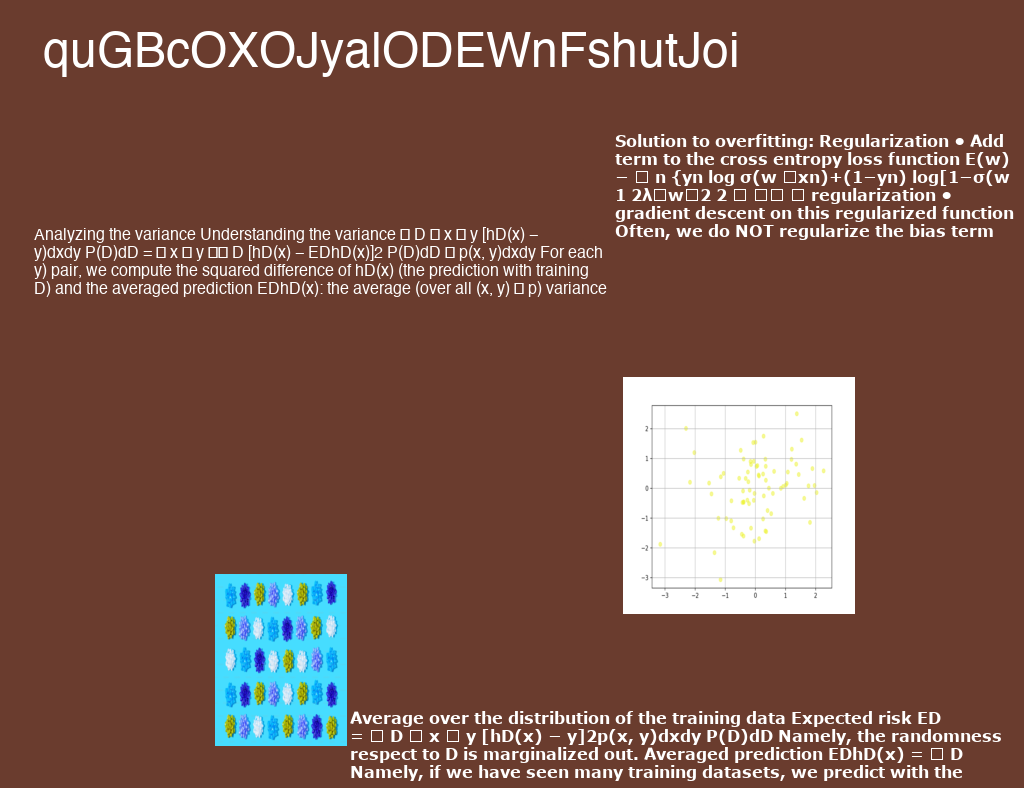 quGBcOXOJyalODEWnFshutJoi
Solution to overfitting: Regularization • Add
term to the cross entropy loss function E(w)
− □ n {yn log σ(w □xn)+(1−yn) log[1−σ(w
1 2λ□w□2 2 □ □□ □ regularization •
gradient descent on this regularized function
Often, we do NOT regularize the bias term
Analyzing the variance Understanding the variance □ D □ x □ y [hD(x) −
y)dxdy P(D)dD = □ x □ y □□ D [hD(x) − EDhD(x)]2 P(D)dD □ p(x, y)dxdy For each
y) pair, we compute the squared difference of hD(x) (the prediction with training
D) and the averaged prediction EDhD(x): the average (over all (x, y) □ p) variance
2
1
0
−1
−2
−3
−3 −2 −1 0 1 2
Average over the distribution of the training data Expected risk ED
= □ D □ x □ y [hD(x) − y]2p(x, y)dxdy P(D)dD Namely, the randomness
respect to D is marginalized out. Averaged prediction EDhD(x) = □ D
Namely, if we have seen many training datasets, we predict with the